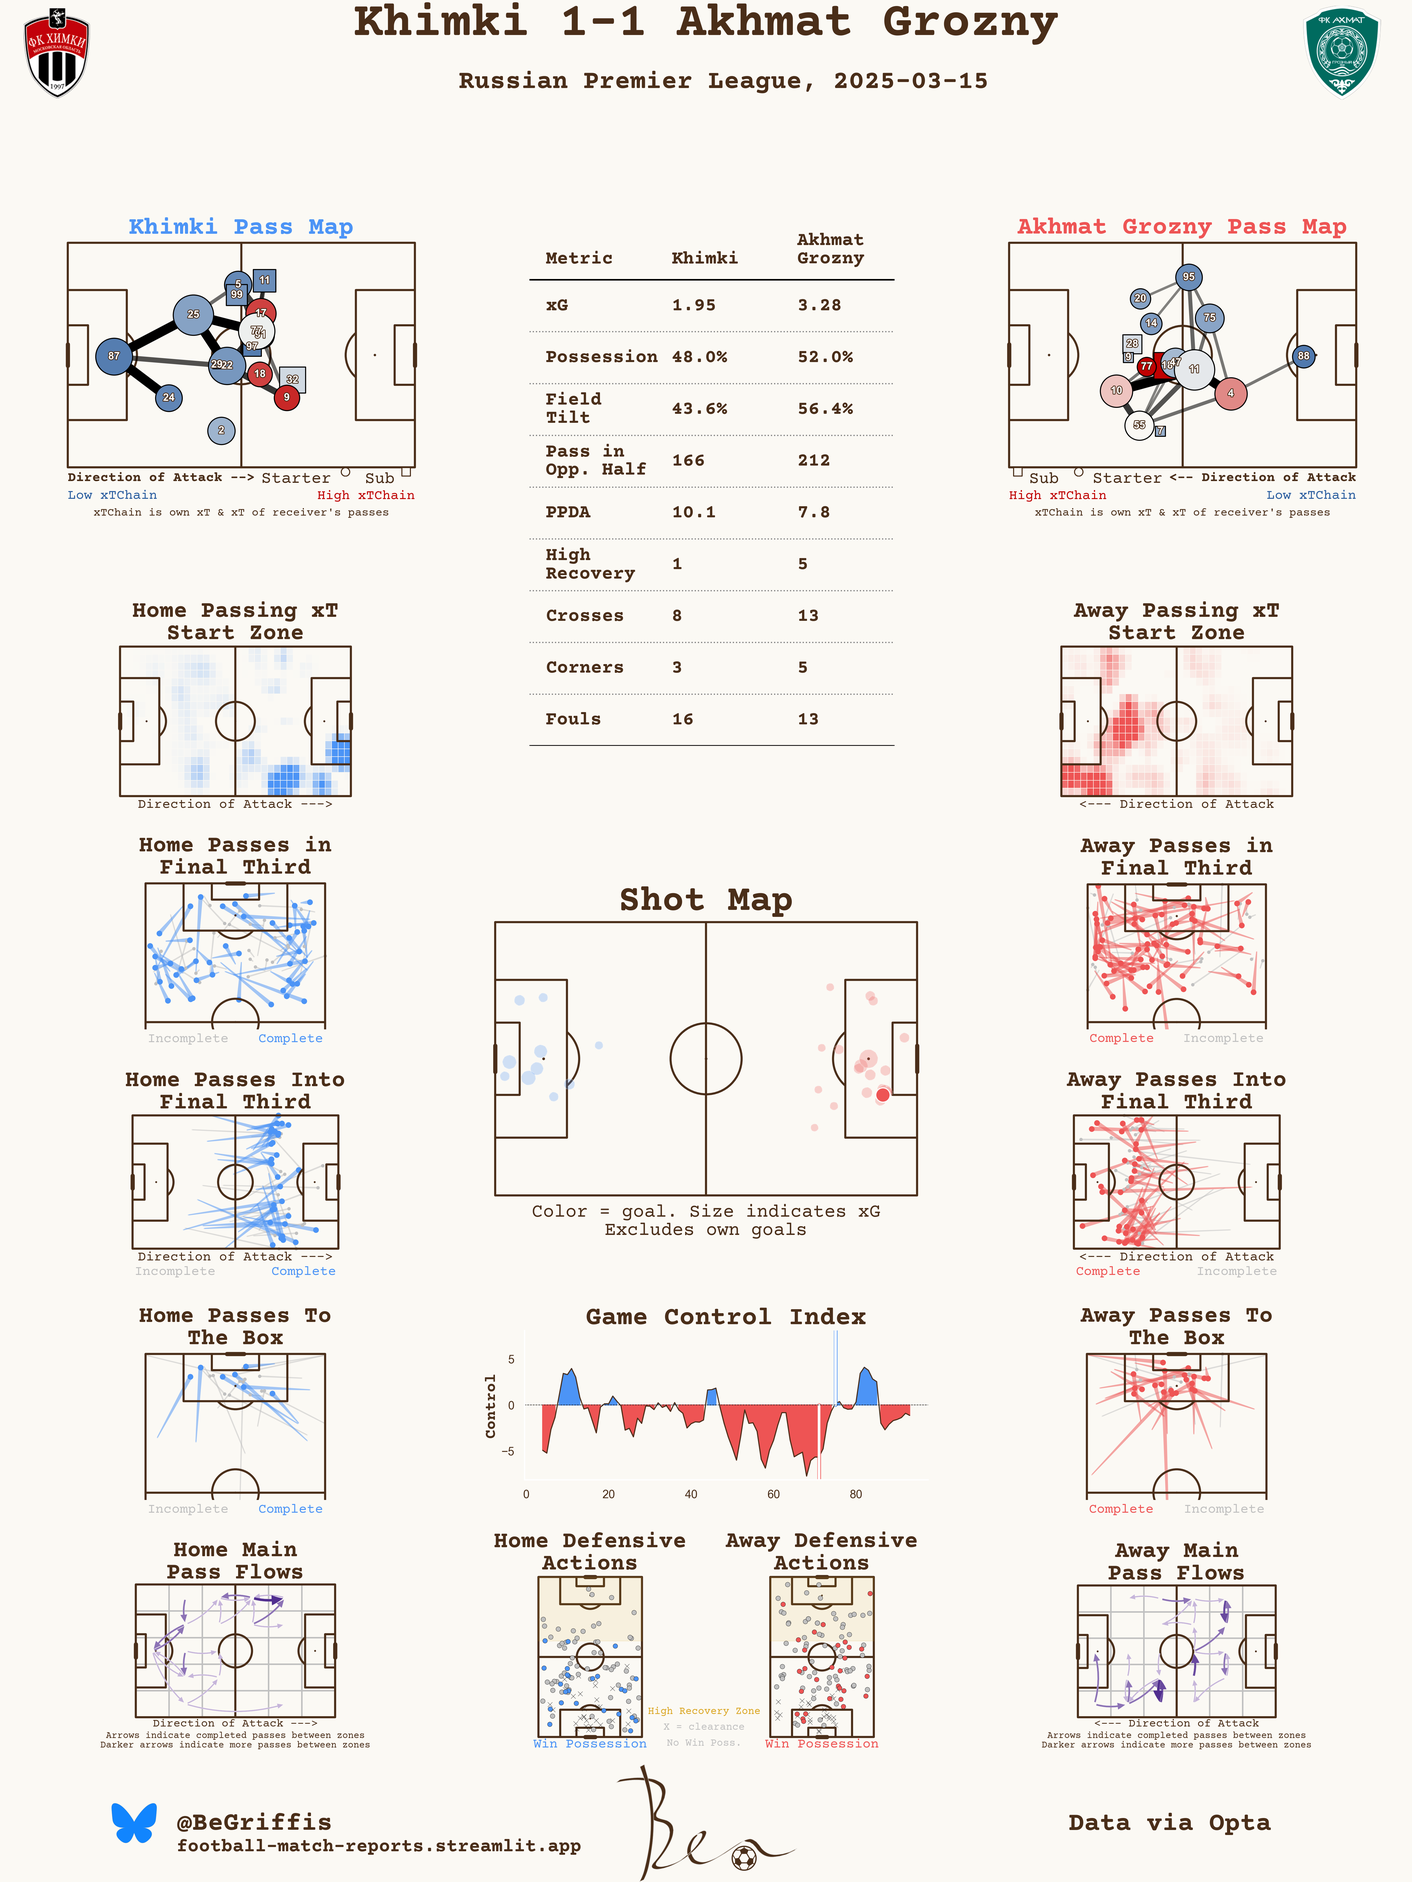 Khimki 1-1 Akhmat Grozny
Russian Premier League, 2025-03-15
ФК ХИМКИ
МОСКОВСКАЯ ОБЛАСТЬ
1997
ФК АХМАТ
ГРОЗНЫЙ
Khimki Pass Map
5
11
99
25
17
77
91
97
87
29
22
18
32
9
24
2
Direction of Attack --> Starter Sub
Low xTChain High xTChain
xTChain is own xT & xT of receiver's passes
Metric Khimki Akhmat Grozny
xG 1.95 3.28
Possession 48.0% 52.0%
Field Tilt 43.6% 56.4%
Pass in Opp. Half 166 212
PPDA 10.1 7.8
High Recovery 1 5
Crosses 8 13
Corners 3 5
Fouls 16 13
Akhmat Grozny Pass Map
95
20
14
75
28
9
77
47
11
88
10
4
55
7
Sub Starter <-- Direction of Attack
High xTChain Low xTChain
xTChain is own xT & xT of receiver's passes
Home Passing xT
Start Zone
Direction of Attack --->
Away Passing xT
Start Zone
<--- Direction of Attack
Home Passes in
Final Third
Incomplete Complete
Away Passes in
Final Third
Complete Incomplete
Shot Map
Color = goal. Size indicates xG
Excludes own goals
Home Passes Into
Final Third
Direction of Attack --->
Incomplete Complete
Away Passes Into
Final Third
<--- Direction of Attack
Complete Incomplete
Home Passes To
The Box
Incomplete Complete
Game Control Index
Control
5
0
−5
0 20 40 60 80
Away Passes To
The Box
Complete Incomplete
Home Main
Pass Flows
Direction of Attack --->
Arrows indicate completed passes between zones
Darker arrows indicate more passes between zones
Home Defensive
Actions
Win Possession
Away Defensive
Actions
Win Possession
High Recovery Zone
X = clearance
No Win Poss.
Away Main
Pass Flows
<--- Direction of Attack
Arrows indicate completed passes between zones
Darker arrows indicate more passes between zones
@BeGriffis
football-match-reports.streamlit.app
Ben
Data via Opta